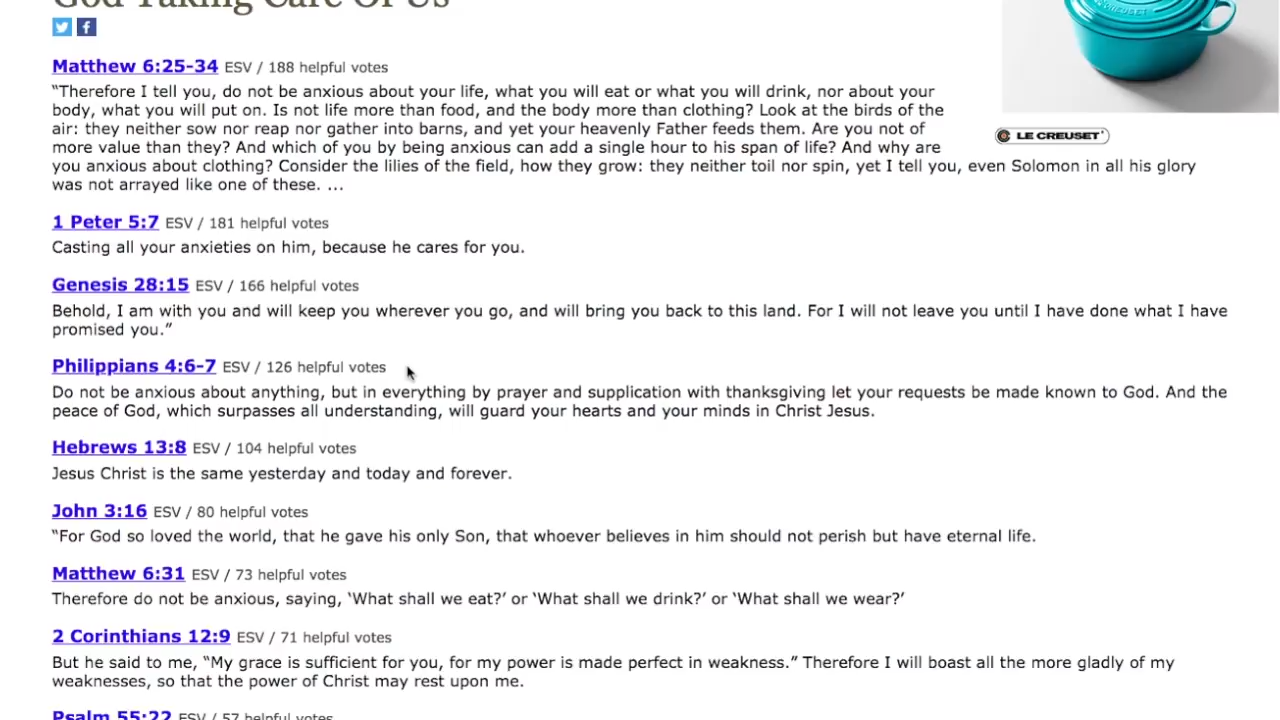 God Taking Care Of Us
Matthew 6:25-34 ESV / 188 helpful votes
“Therefore I tell you, do not be anxious about your life, what you will eat or what you will drink, nor about your
body, what you will put on. Is not life more than food, and the body more than clothing? Look at the birds of the
air: they neither sow nor reap nor gather into barns, and yet your heavenly Father feeds them. Are you not of
more value than they? And which of you by being anxious can add a single hour to his span of life? And why are
you anxious about clothing? Consider the lilies of the field, how they grow: they neither toil nor spin, yet I tell you, even Solomon in all his glory
was not arrayed like one of these. ...
LE CREUSET
1 Peter 5:7 ESV / 181 helpful votes
Casting all your anxieties on him, because he cares for you.
Genesis 28:15 ESV / 166 helpful votes
Behold, I am with you and will keep you wherever you go, and will bring you back to this land. For I will not leave you until I have done what I have
promised you.”
Philippians 4:6-7 ESV / 126 helpful votes
Do not be anxious about anything, but in everything by prayer and supplication with thanksgiving let your requests be made known to God. And the
peace of God, which surpasses all understanding, will guard your hearts and your minds in Christ Jesus.
Hebrews 13:8 ESV / 104 helpful votes
Jesus Christ is the same yesterday and today and forever.
John 3:16 ESV / 80 helpful votes
“For God so loved the world, that he gave his only Son, that whoever believes in him should not perish but have eternal life.
Matthew 6:31 ESV / 73 helpful votes
Therefore do not be anxious, saying, ‘What shall we eat?’ or ‘What shall we drink?’ or ‘What shall we wear?’
2 Corinthians 12:9 ESV / 71 helpful votes
But he said to me, “My grace is sufficient for you, for my power is made perfect in weakness.” Therefore I will boast all the more gladly of my
weaknesses, so that the power of Christ may rest upon me.
Psalm 55:22 ESV / 57 helpful votes